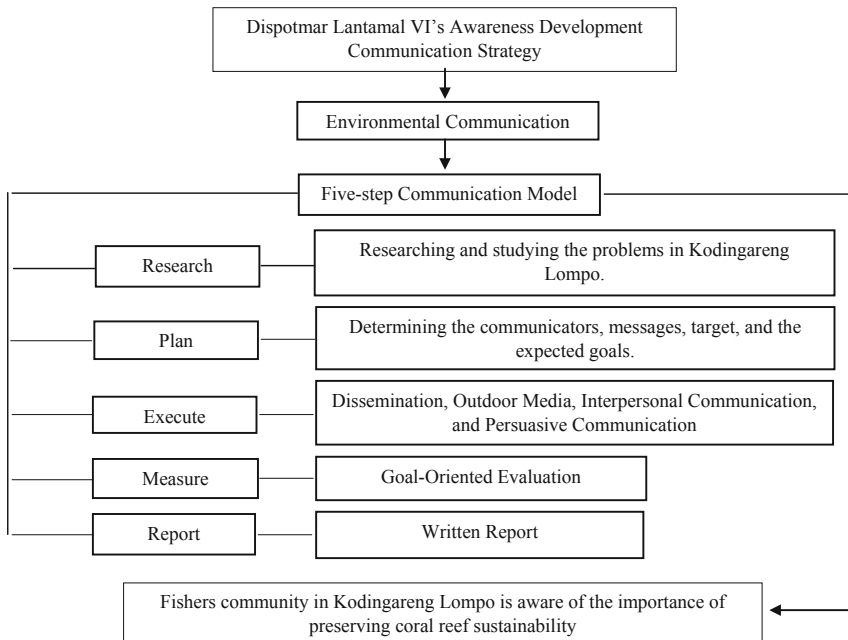 Dispotmar Lantamal VI’s Awareness Development
Communication Strategy
Environmental Communication
Five-step Communication Model
Research
Researching and studying the problems in Kodingareng
Lompo.
Plan
Determining the communicators, messages, target, and the
expected goals.
Execute
Dissemination, Outdoor Media, Interpersonal Communication,
and Persuasive Communication
Measure
Goal-Oriented Evaluation
Report
Written Report
Fishers community in Kodingareng Lompo is aware of the importance of
preserving coral reef sustainability